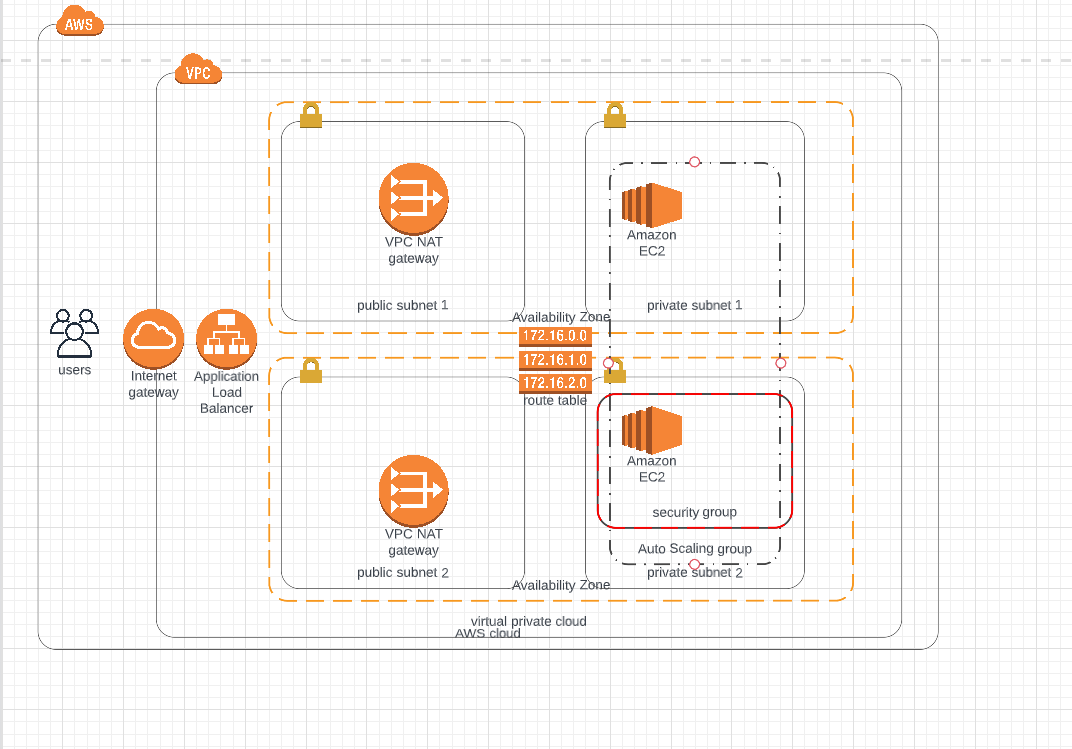 AWS
VPC
VPC NAT
gateway
public subnet 1
Amazon
EC2
private subnet 1
users
Internet
gateway
Application
Load
Balancer
Availability Zone
172.16.0.0
172.16.1.0
172.16.2.0
route table
VPC NAT
gateway
public subnet 2
Amazon
EC2
security group
Auto Scaling group
private subnet 2
Availability Zone
virtual private cloud
AWS cloud